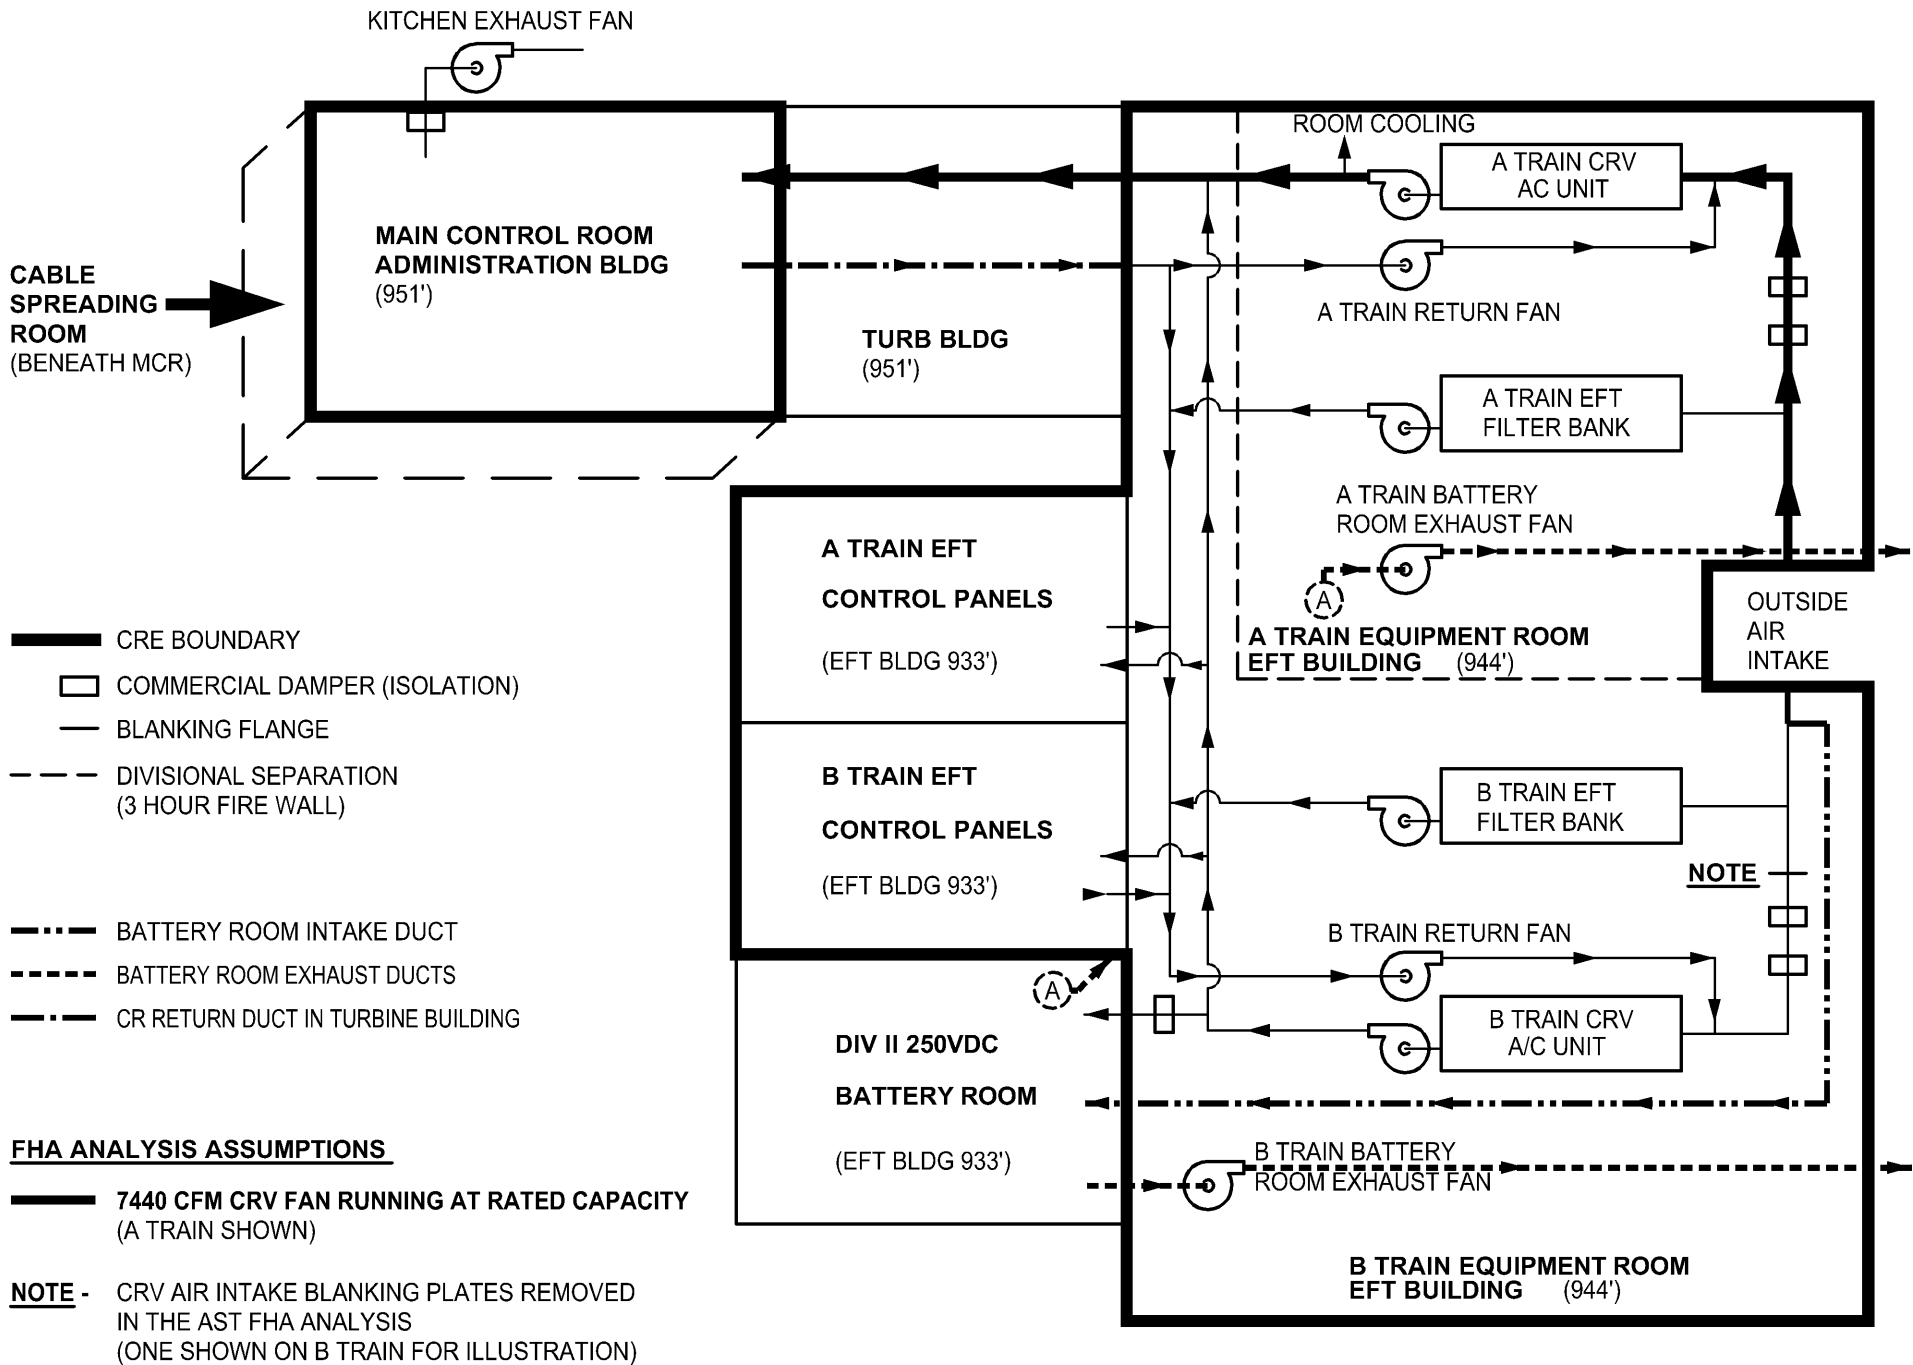 KITCHEN EXHAUST FAN
ROOM COOLING
A TRAIN CRV
AC UNIT
MAIN CONTROL ROOM
ADMINISTRATION BLDG
(951')
CABLE
SPREADING
ROOM
(BENEATH MCR)
TURB BLDG
(951')
A TRAIN RETURN FAN
A TRAIN EFT
FILTER BANK
A TRAIN BATTERY
ROOM EXHAUST FAN
A
A TRAIN EQUIPMENT ROOM
EFT BUILDING (944')
OUTSIDE
AIR
INTAKE
A TRAIN EFT
CONTROL PANELS
(EFT BLDG 933')
B TRAIN EFT
CONTROL PANELS
(EFT BLDG 933')
B TRAIN EFT
FILTER BANK
NOTE
B TRAIN RETURN FAN
B TRAIN CRV
A/C UNIT
A
DIV II 250VDC
BATTERY ROOM
(EFT BLDG 933')
B TRAIN BATTERY
ROOM EXHAUST FAN
B TRAIN EQUIPMENT ROOM
EFT BUILDING (944')
CRE BOUNDARY
COMMERCIAL DAMPER (ISOLATION)
BLANKING FLANGE
DIVISIONAL SEPARATION
(3 HOUR FIRE WALL)
BATTERY ROOM INTAKE DUCT
BATTERY ROOM EXHAUST DUCTS
CR RETURN DUCT IN TURBINE BUILDING
FHA ANALYSIS ASSUMPTIONS
7440 CFM CRV FAN RUNNING AT RATED CAPACITY
(A TRAIN SHOWN)
NOTE - CRV AIR INTAKE BLANKING PLATES REMOVED
IN THE AST FHA ANALYSIS
(ONE SHOWN ON B TRAIN FOR ILLUSTRATION)